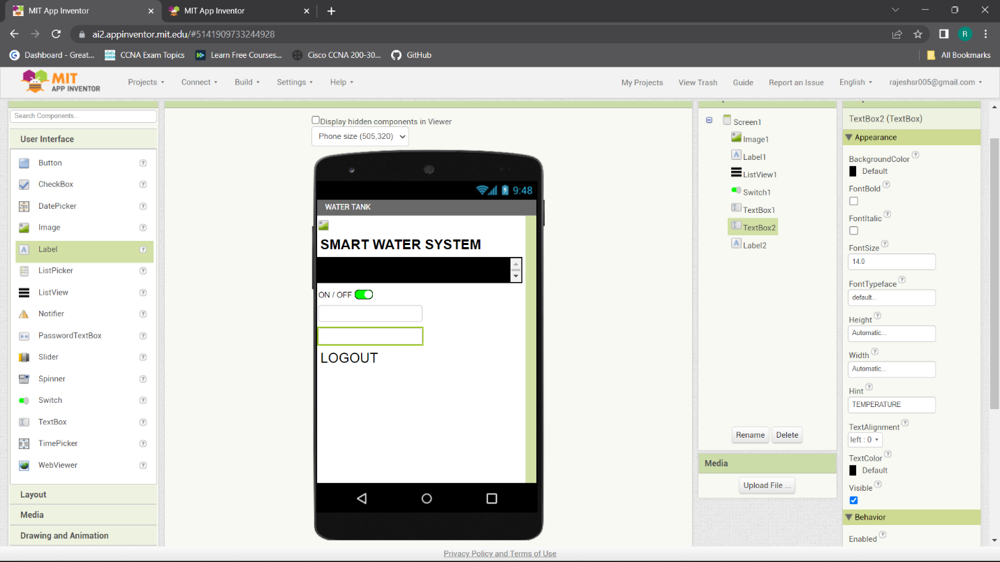 MIT App Inventor
MIT App Inventor
ai2.appinventor.mit.edu/#5141909733244928
R
Dashboard - Great...
CCNA Exam Topics
Learn Free Courses...
Cisco CCNA 200-30...
GitHub
All Bookmarks
MIT
APP INVENTOR
Projects
Connect
Build
Settings
Help
My Projects
View Trash
Guide
Report an Issue
English
rajeshsr005@gmail.com
Search Components...
User Interface
Button
CheckBox
DatePicker
Image
Label
ListPicker
ListView
Notifier
PasswordTextBox
Slider
Spinner
Switch
TextBox
TimePicker
WebViewer
Layout
Media
Drawing and Animation
Display hidden components in Viewer
Phone size (505,320)
9:48
WATER TANK
SMART WATER SYSTEM
ON / OFF
LOGOUT
Screen1
Image1
Label1
ListView1
Switch1
TextBox1
TextBox2
Label2
Rename
Delete
Media
Upload File ...
TextBox2 (TextBox)
Appearance
BackgroundColor
Default
FontBold
FontItalic
FontSize
14.0
FontTypeface
default...
Height
Automatic...
Width
Automatic...
Hint
TEMPERATURE
TextAlignment
left : 0
TextColor
Default
Visible
Behavior
Enabled
Privacy Policy and Terms of Use